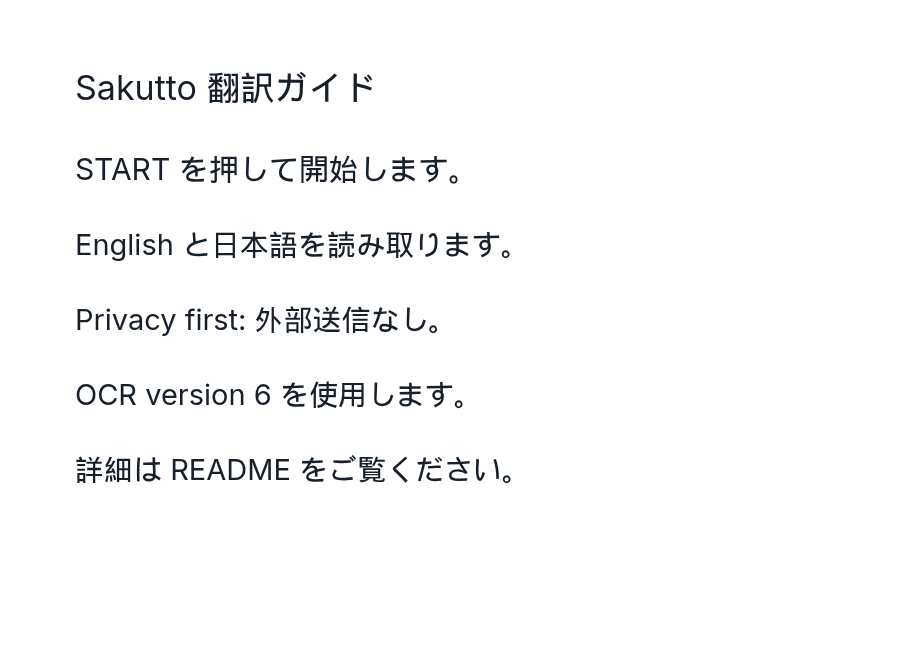 Sakutto 翻訳ガイド
START を押して開始します。
English と日本語を読み取ります。
Privacy first: 外部送信なし。
OCR version 6 を使用します。
詳細は README をご覧ください。